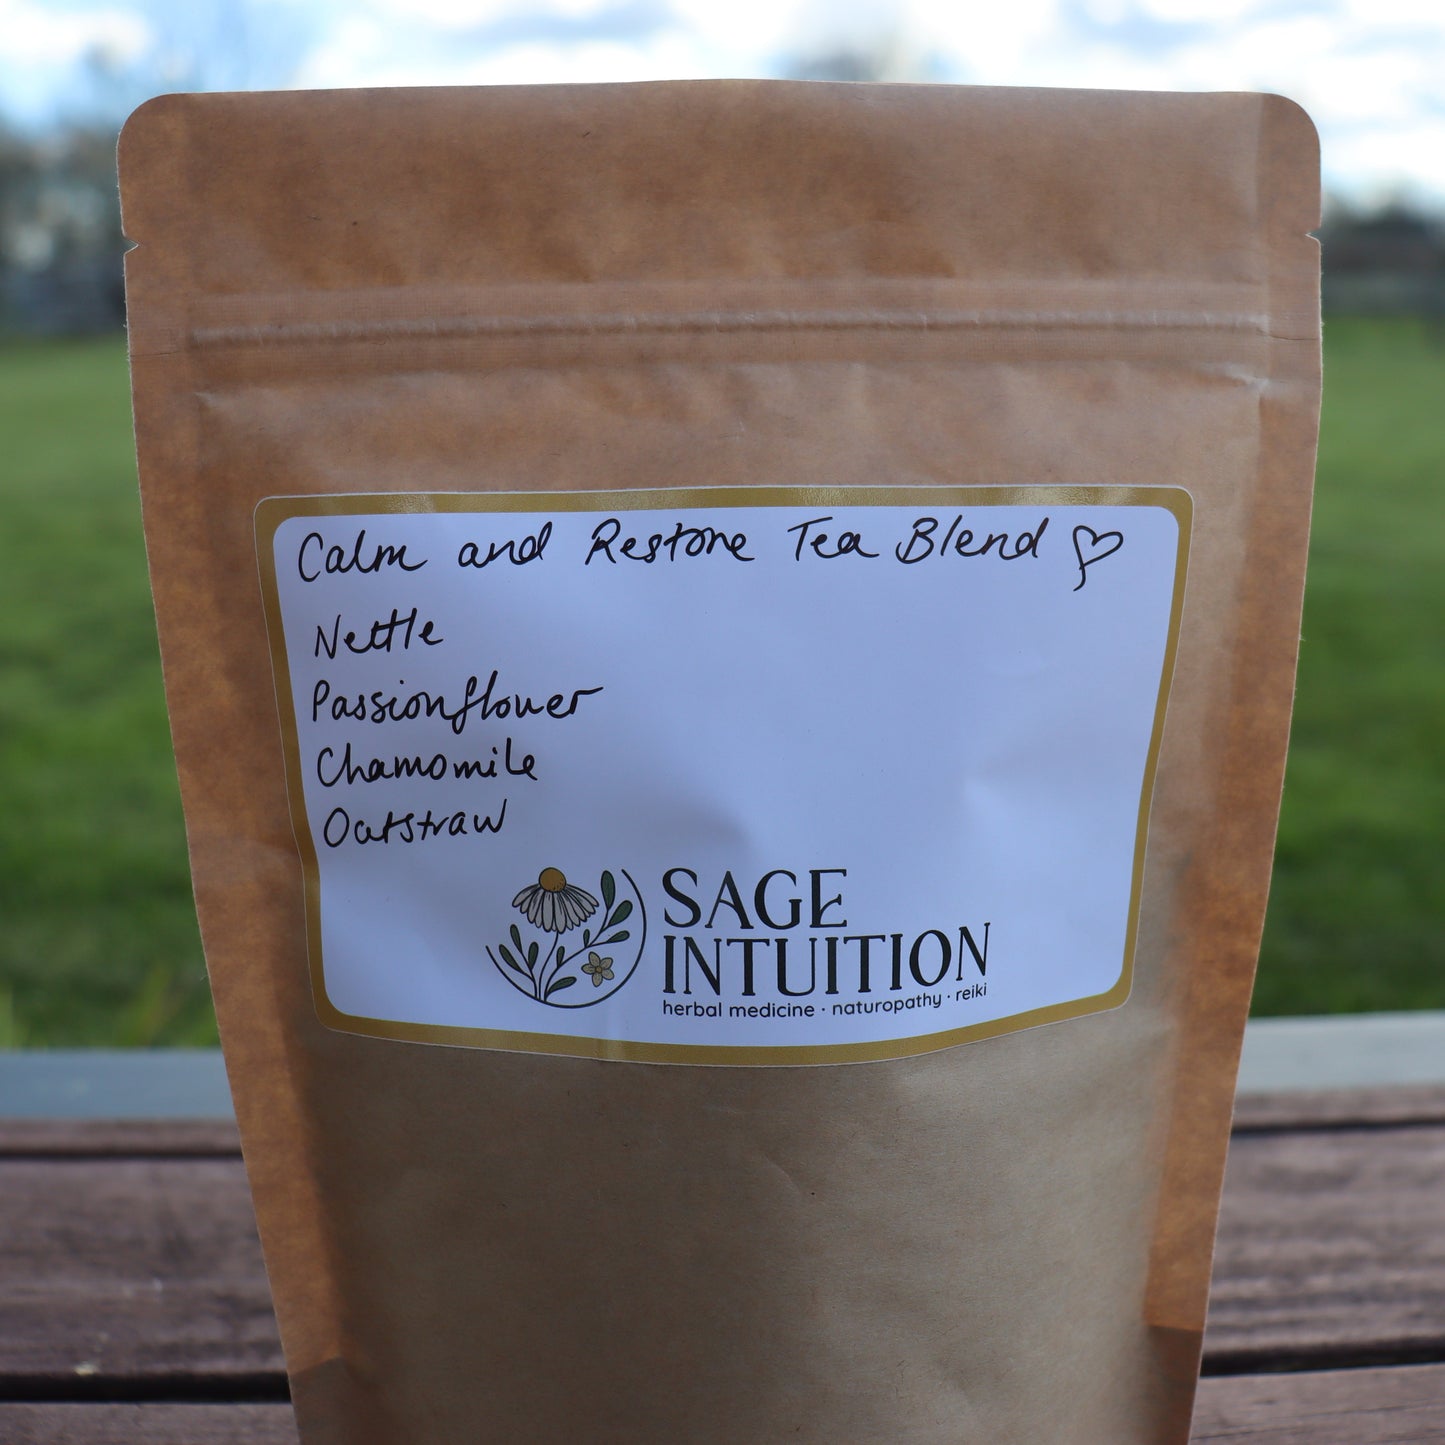 Calm and Restore Tea Blend ♡
Nettle
Passionflower
Chamomile
Oatstraw
SAGE
INTUITION
herbal medicine · naturopathy · reiki